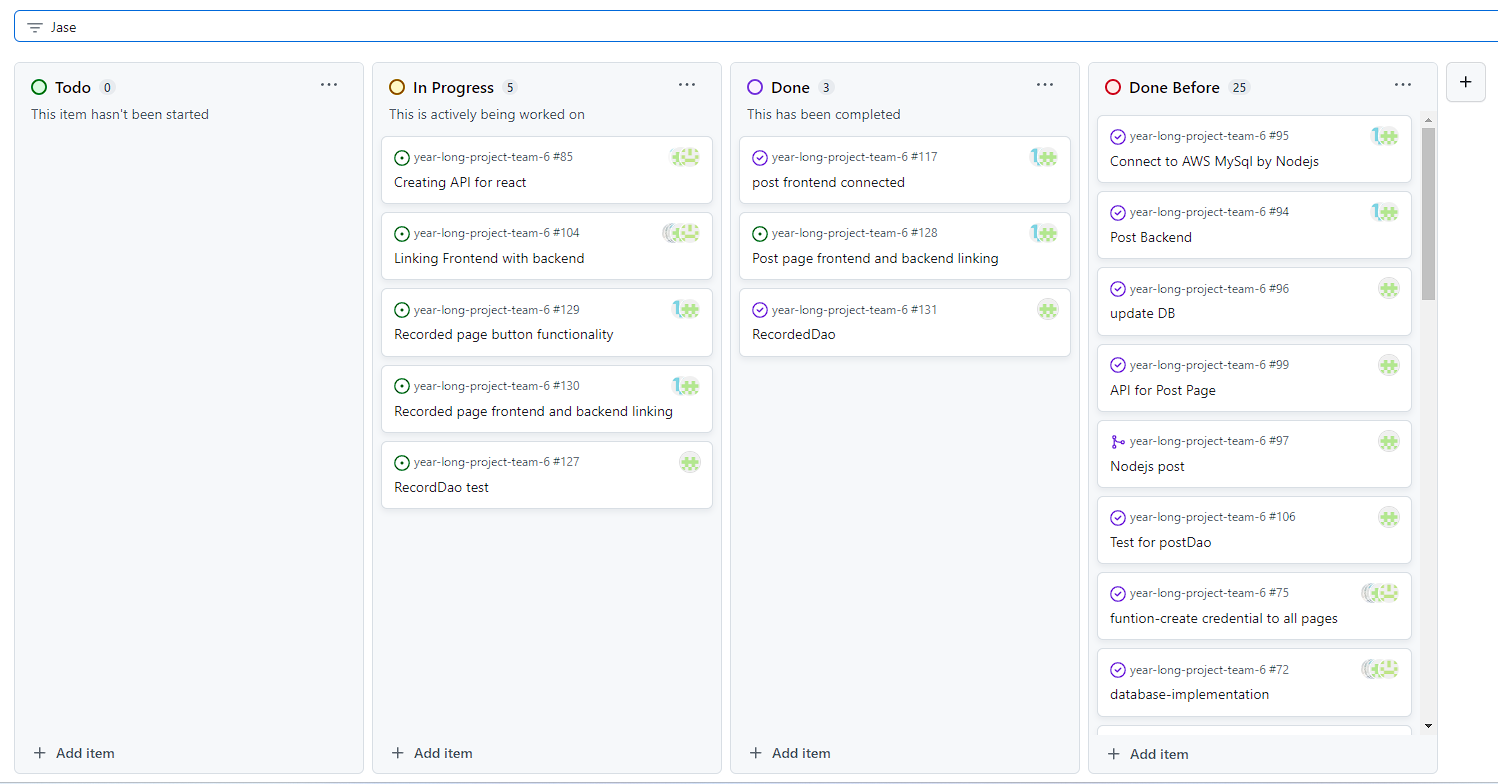 Jase
Todo 0
This item hasn't been started
Add item
In Progress 5
This is actively being worked on
year-long-project-team-6 #85
Creating API for react
year-long-project-team-6 #104
Linking Frontend with backend
year-long-project-team-6 #129
Recorded page button functionality
year-long-project-team-6 #130
Recorded page frontend and backend linking
year-long-project-team-6 #127
RecordDao test
Add item
Done 3
This has been completed
year-long-project-team-6 #117
post frontend connected
year-long-project-team-6 #128
Post page frontend and backend linking
year-long-project-team-6 #131
RecordedDao
Add item
Done Before 25
year-long-project-team-6 #95
Connect to AWS MySql by Nodejs
year-long-project-team-6 #94
Post Backend
year-long-project-team-6 #96
update DB
year-long-project-team-6 #99
API for Post Page
year-long-project-team-6 #97
Nodejs post
year-long-project-team-6 #106
Test for postDao
year-long-project-team-6 #75
funtion-create credential to all pages
year-long-project-team-6 #72
database-implementation
Add item